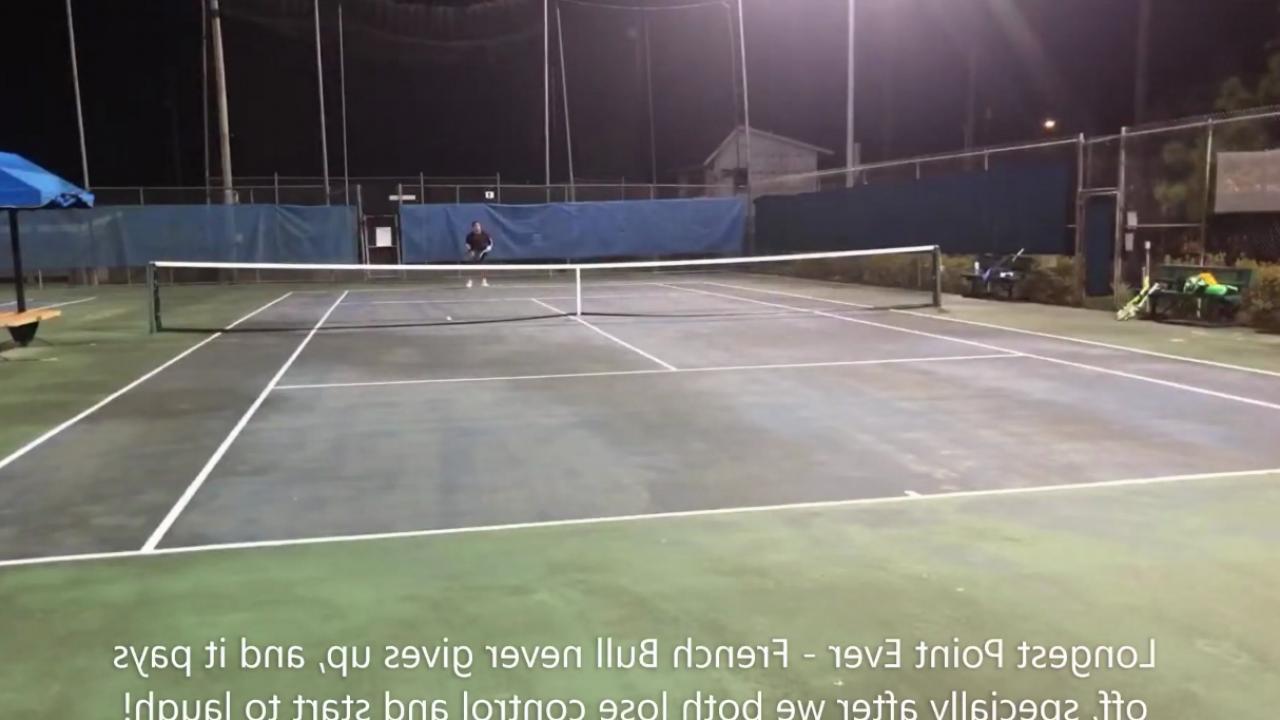 Longest Point Ever - French Bull never gives up, and it pays
off, specially after we both lose control and start to laugh!